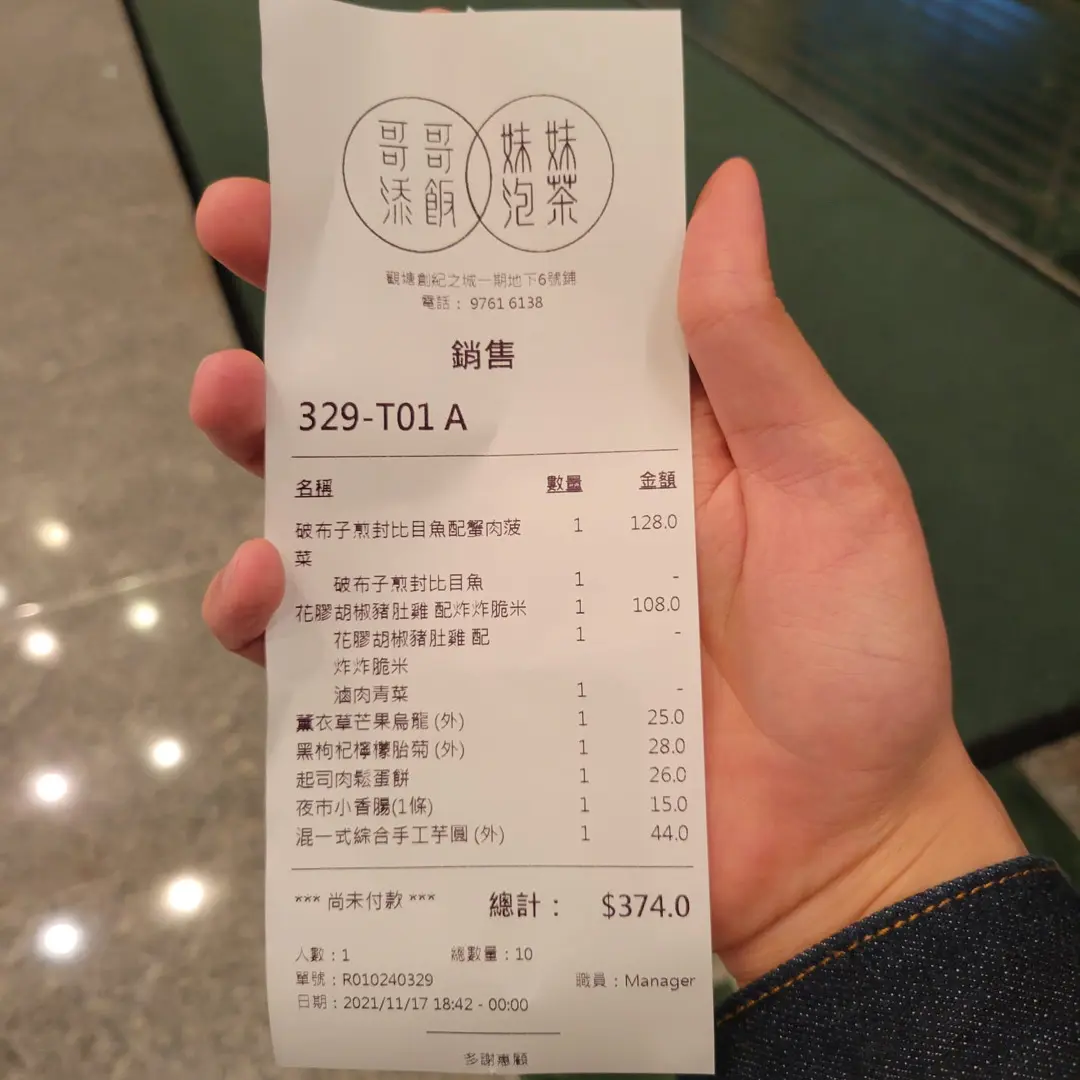 哥哥 妹妹
添飯 泡茶
觀塘創紀之城一期地下6號鋪
電話： 9761 6138
銷售
329-T01 A
名稱 數量 金額
破布子煎封比目魚配蟹肉菠 1 128.0
菜
破布子煎封比目魚 1 -
花膠胡椒豬肚雞 配炸炸脆米 1 108.0
花膠胡椒豬肚雞 配 1 -
炸炸脆米
滷肉青菜 1 -
薰衣草芒果烏龍 (外) 1 25.0
黑枸杞檸檬胎菊 (外) 1 28.0
起司肉鬆蛋餅 1 26.0
夜市小香腸(1條) 1 15.0
混一式綜合手工芋圓 (外) 1 44.0
*** 尚未付款 *** 總計： $374.0
人數：1 總數量：10
單號：R010240329 職員：Manager
日期：2021/11/17 18:42 - 00:00
多謝惠顧